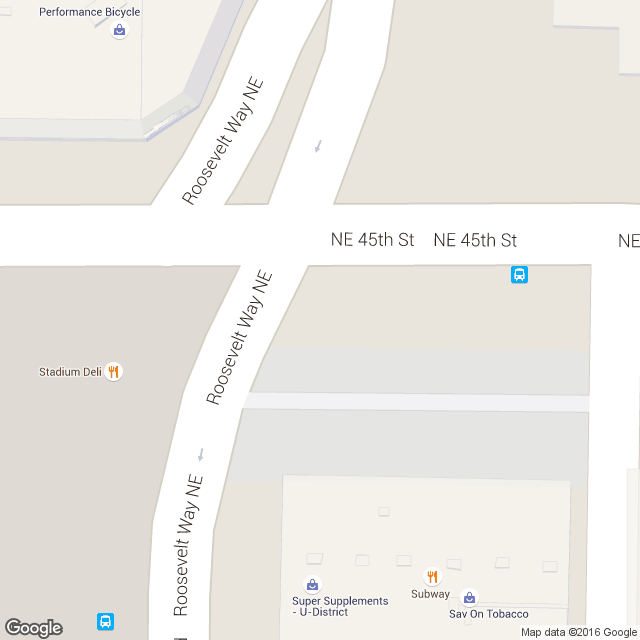 Performance Bicycle
Roosevelt Way NE
NE 45th St
NE 45th St
NE
Roosevelt Way NE
Stadium Deli
Roosevelt Way NE
Subway
Super Supplements
- U-District
Sav On Tobacco
Google
Map data ©2016 Google